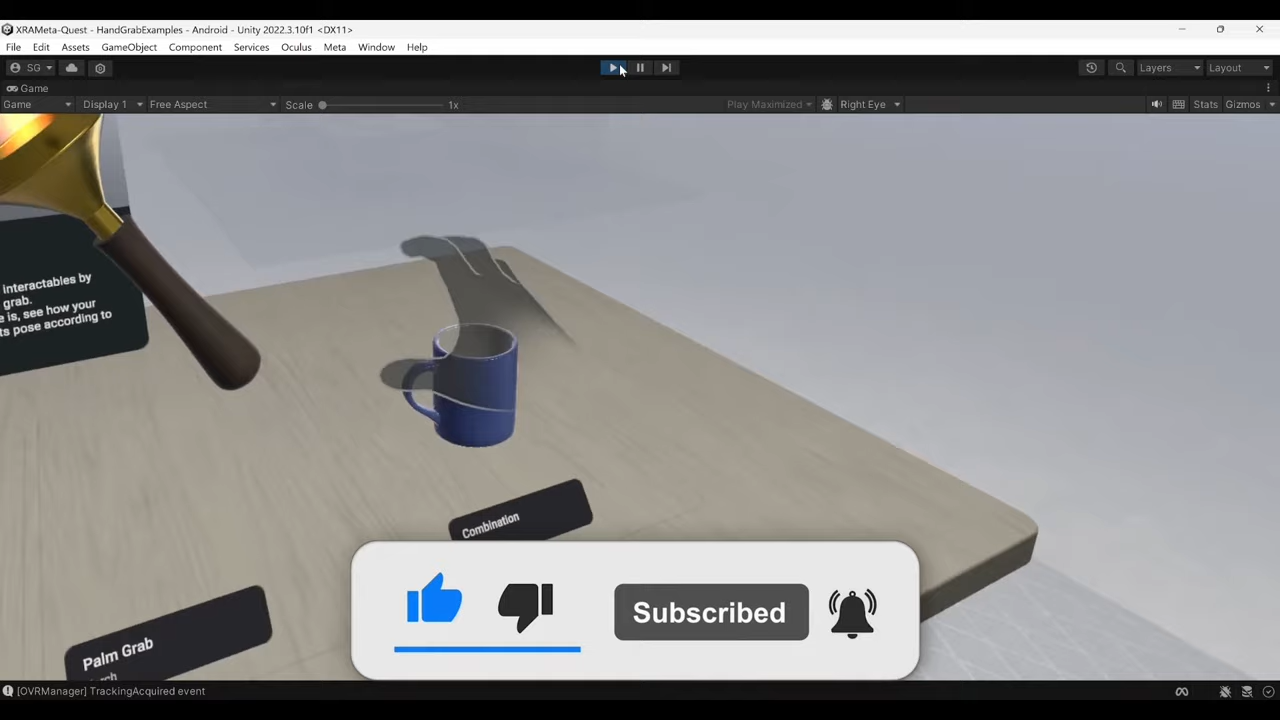 XRAMeta-Quest - HandGrabExamples - Android - Unity 2022.3.10f1 <DX11>
File Edit Assets GameObject Component Services Oculus Meta Window Help
SG Layers Layout
Game
Game Display 1 Free Aspect Scale 1x Play Maximized Right Eye Stats Gizmos
interactables by
grab.
e is, see how your
ts pose according to
Combination
Palm Grab
Subscribed
[OVRManager] TrackingAcquired event